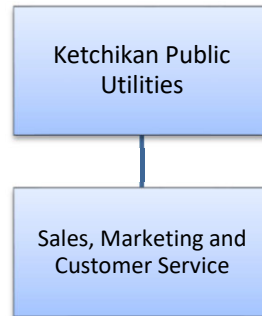 Ketchikan Public
Utilities
Sales, Marketing and
Customer Service